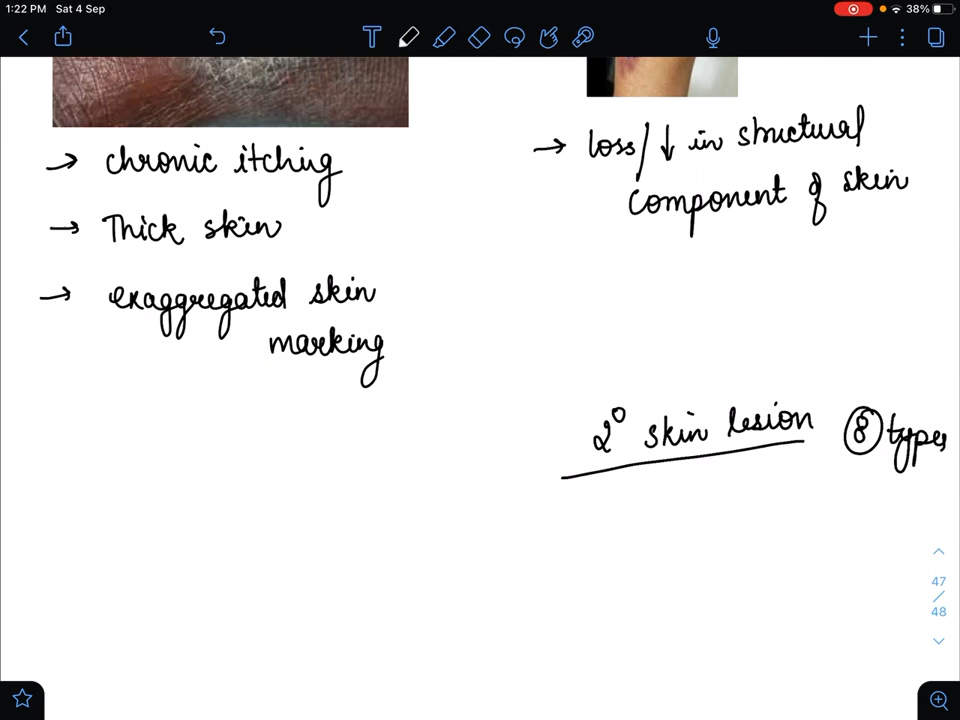 1:22 PM Sat 4 Sep
38%
T
→ chronic itching
→ Thick skin
→ exaggregated skin
marking
→ loss/↓ in structural
component of skin
2° skin lesion ⑧ types
47
/
48